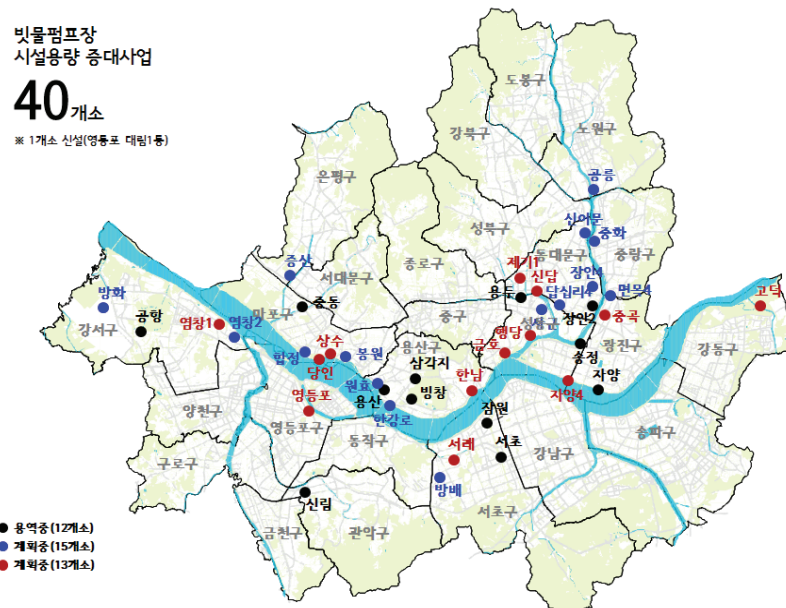 빗물펌프장
시설용량 증대사업
40개소
※ 1개소 신설(영등포 대림1동)
도봉구
강북구
노원구
은평구
공릉
성북구
신이문
중화
동대문구
중랑구
증산
서대문구
종로구
제기1
신답
장안1
용두
답십리
면목4
고덕
방화
중동
마포구
중구
장안2
중곡
공항
강서구
염창1
염창2
상수
합정
봉원
당인
용산구
행당
금호
송정
광진구
강동구
삼각지
원효
용산
빙창
한남
자양
자양4
양천구
영등포
한강로
영등포구
동작구
잠원
송파구
구로구
서례
서초
강남구
방배
신림
서초구
금천구
관악구
용역중(12개소)
계획중(15개소)
계획중(13개소)